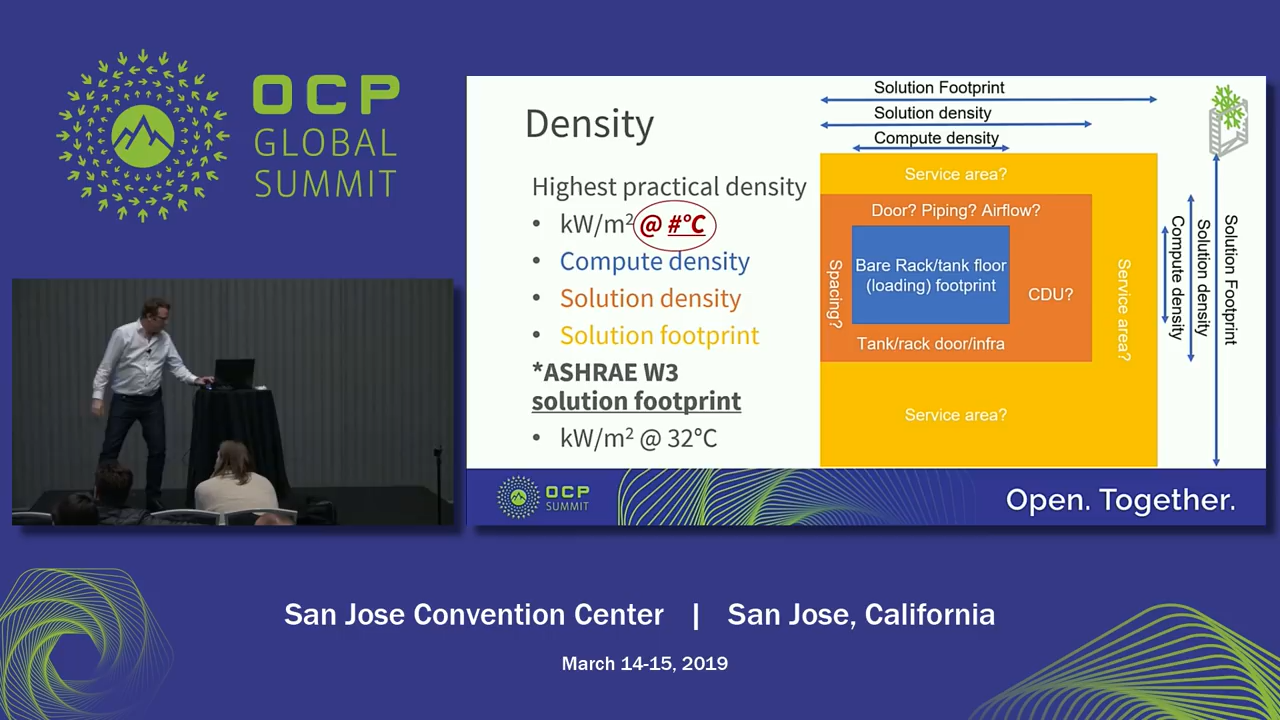 OCP
GLOBAL
SUMMIT
Density
Highest practical density
• kW/m² @ #°C
• Compute density
• Solution density
• Solution footprint
*ASHRAE W3
solution footprint
• kW/m² @ 32°C
Solution Footprint
Solution density
Compute density
Service area?
Door? Piping? Airflow?
Spacing?
Bare Rack/tank floor
(loading) footprint
CDU?
Tank/rack door/infra
Service area?
Service area?
Compute density
Solution density
Solution Footprint
OCP
SUMMIT
Open. Together.
San Jose Convention Center | San Jose, California
March 14-15, 2019